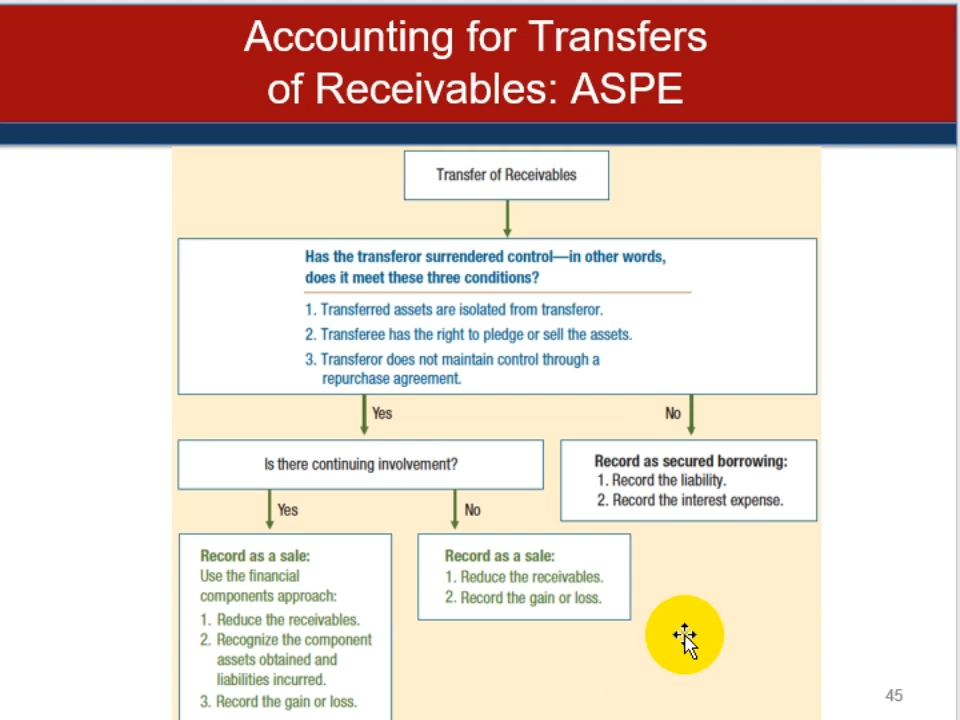 Accounting for Transfers
of Receivables: ASPE
Transfer of Receivables
Has the transferor surrendered control—in other words,
does it meet these three conditions?
1. Transferred assets are isolated from transferor.
2. Transferee has the right to pledge or sell the assets.
3. Transferor does not maintain control through a
repurchase agreement.
Yes
No
Is there continuing involvement?
Record as secured borrowing:
1. Record the liability.
2. Record the interest expense.
Yes
No
Record as a sale:
Use the financial
components approach:
1. Reduce the receivables.
2. Recognize the component
assets obtained and
liabilities incurred.
3. Record the gain or loss.
Record as a sale:
1. Reduce the receivables.
2. Record the gain or loss.
45